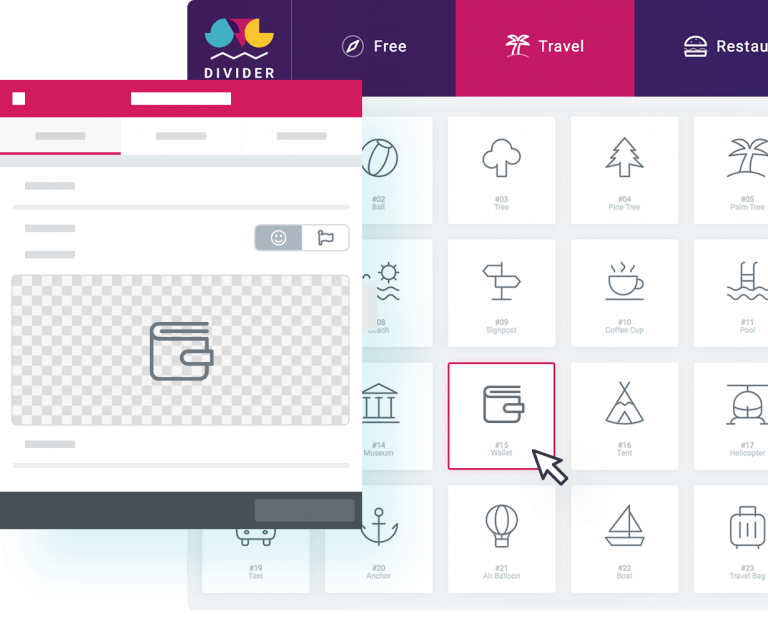 DIVIDER
Free
Travel
Restau
#02
Ball
#03
Tree
#04
Pine Tree
#05
Palm Tree
08
each
#09
Signpost
#10
Coffee Cup
#11
Pool
#14
Museum
#15
Wallet
#16
Tent
#17
Helicopter
#19
Taxi
#20
Anchor
#21
Air Balloon
#22
Boat
#23
Travel Bag